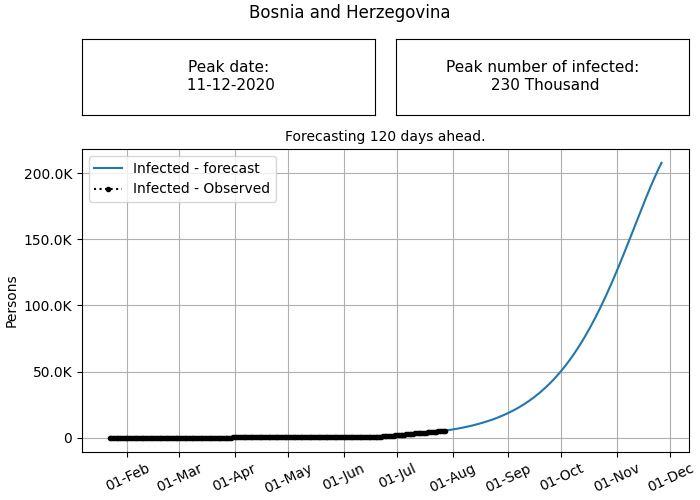 Bosnia and Herzegovina
Peak date:
11-12-2020
Peak number of infected:
230 Thousand
Forecasting 120 days ahead.
Infected - forecast
Infected - Observed
Persons
200.0K
150.0K
100.0K
50.0K
0
01-Feb
01-Mar
01-Apr
01-May
01-Jun
01-Jul
01-Aug
01-Sep
01-Oct
01-Nov
01-Dec